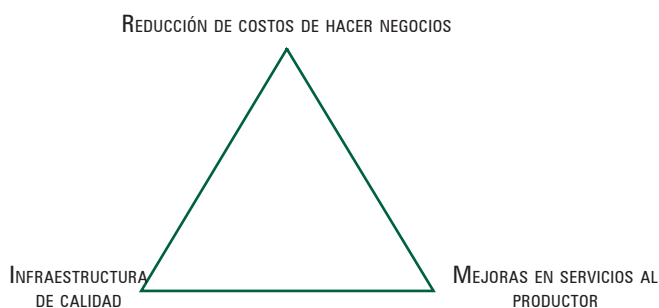 Reducción de costos de hacer negocios
Infraestructura
de calidad
Mejoras en servicios al
productor